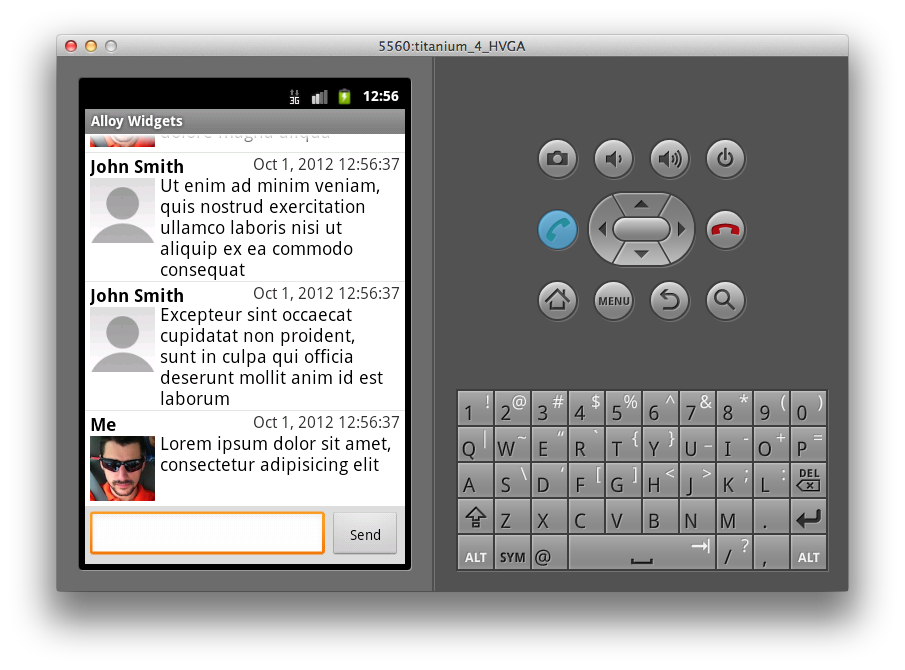 5560:titanium_4_HVGA
3G 12:56
Alloy Widgets
dolore magna aliqua
John Smith Oct 1, 2012 12:56:37
Ut enim ad minim veniam,
quis nostrud exercitation
ullamco laboris nisi ut
aliquip ex ea commodo
consequat
John Smith Oct 1, 2012 12:56:37
Excepteur sint occaecat
cupidatat non proident,
sunt in culpa qui officia
deserunt mollit anim id est
laborum
Me Oct 1, 2012 12:56:37
Lorem ipsum dolor sit amet,
consectetur adipisicing elit
Send
MENU
1 ! 2 @ 3 # 4 $ 5 % 6 ^ 7 & 8 * 9 ( 0 )
Q | W ~ E “ R ` T { Y } U _ I - O + P =
A S \ D ‘ F [ G ] H < J > K ; L : DEL
Z X C V B N M .
ALT SYM @ / ? , ALT